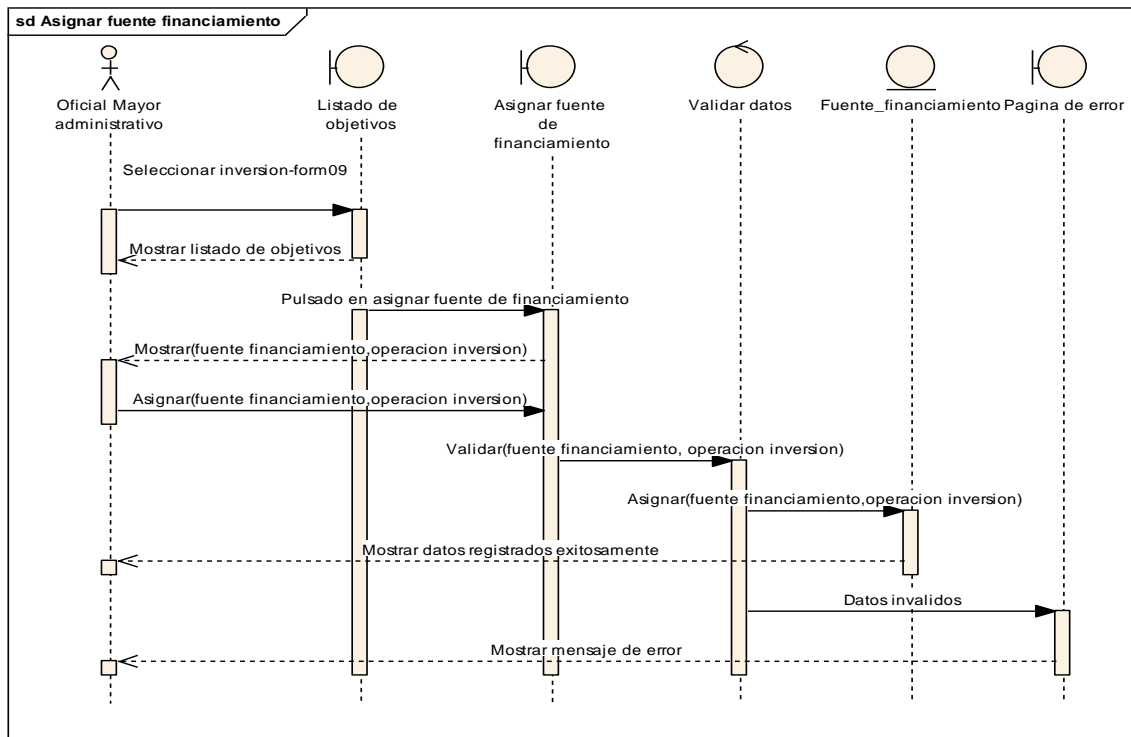 sd Asignar fuente financiamiento
Oficial Mayor
administrativo
Listado de
objetivos
Asignar fuente
de
financiamiento
Validar datos
Fuente_financiamiento
Pagina de error
Seleccionar inversion-form09
Mostrar listado de objetivos
Pulsado en asignar fuente de financiamiento
Mostrar(fuente financiamiento,operacion inversion)
Asignar(fuente financiamiento,operacion inversion)
Validar(fuente financiamiento, operacion inversion)
Asignar(fuente financiamiento,operacion inversion)
Mostrar datos registrados exitosamente
Datos invalidos
Mostrar mensaje de error